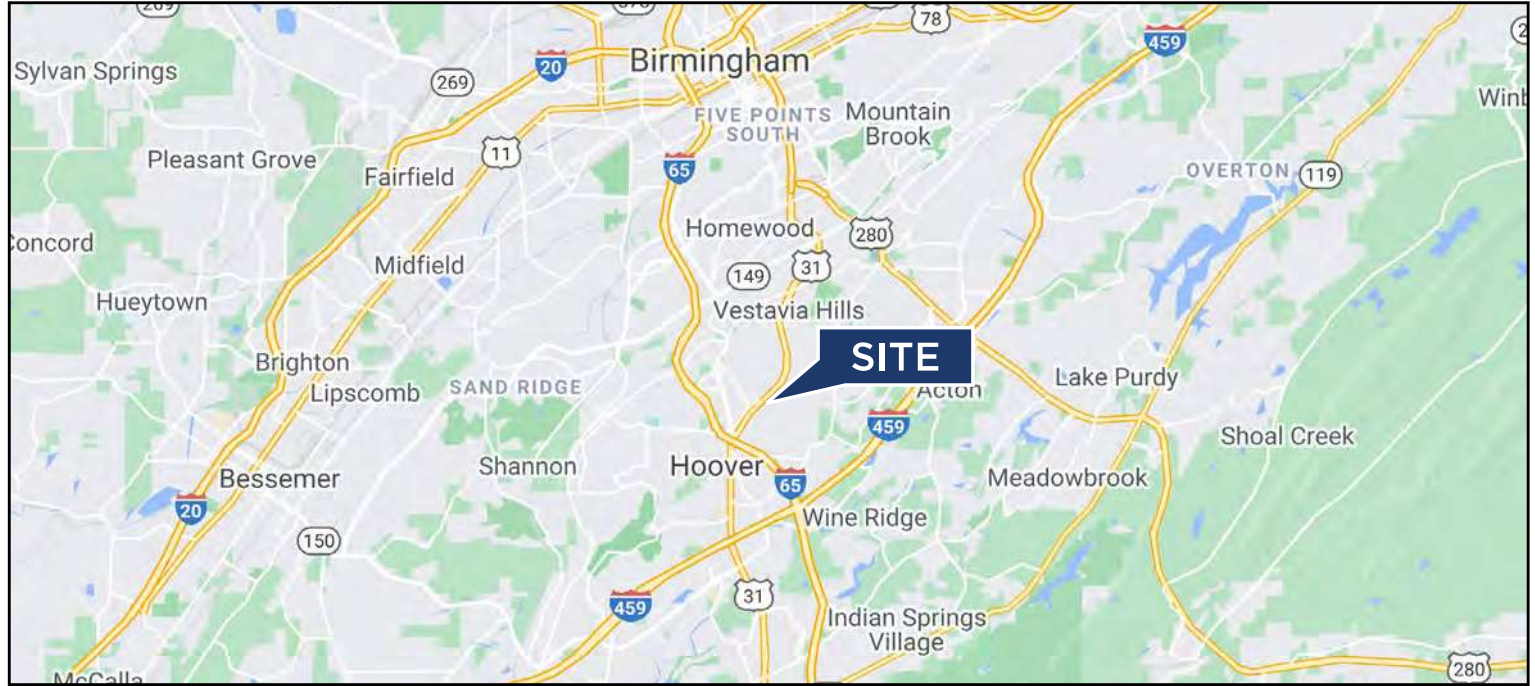 269
78
459
Sylvan Springs
20
Birmingham
269
FIVE POINTS
SOUTH
Mountain
Brook
11
Pleasant Grove
Fairfield
65
OVERTON
119
Homewood
280
Midfield
149
31
Hueytown
Vestavia Hills
SITE
Brighton
Lipscomb
SAND RIDGE
Acton
Lake Purdy
459
Shoal Creek
Bessemer
Shannon
Hoover
65
Meadowbrook
20
Wine Ridge
150
459
31
Indian Springs
Village
280
McCalla